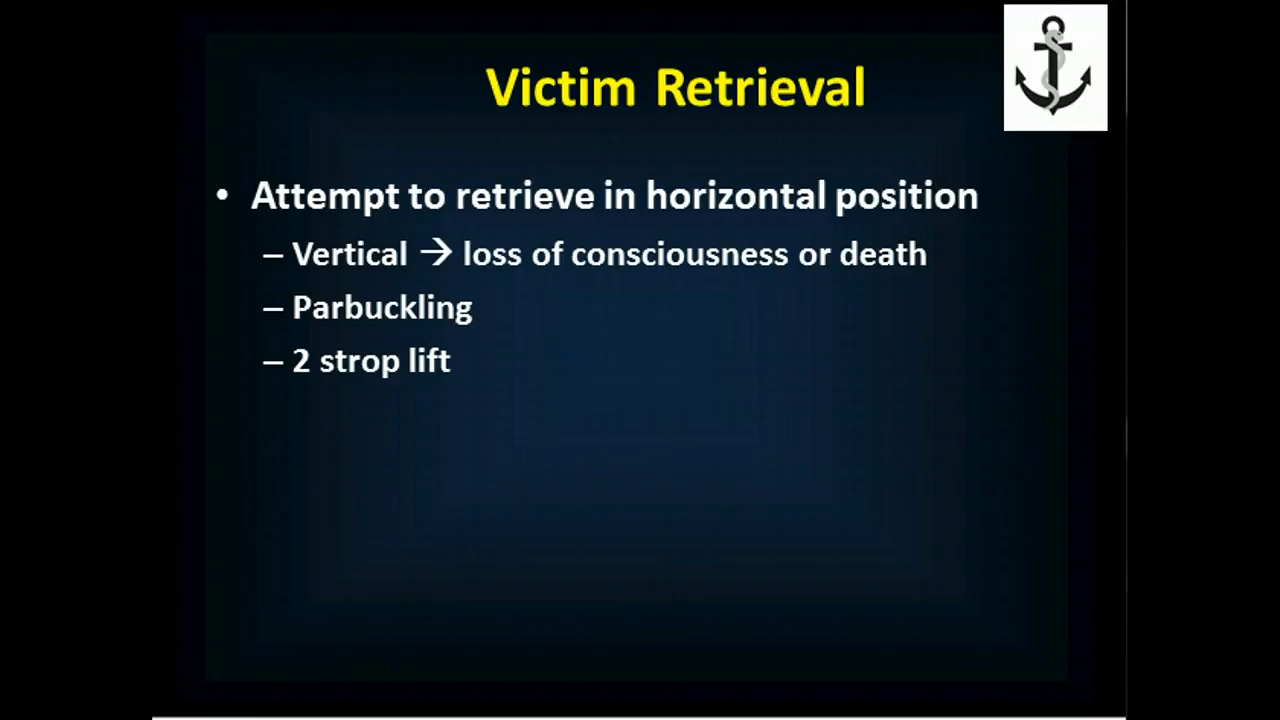 Victim Retrieval
• Attempt to retrieve in horizontal position
– Vertical → loss of consciousness or death
– Parbuckling
– 2 strop lift